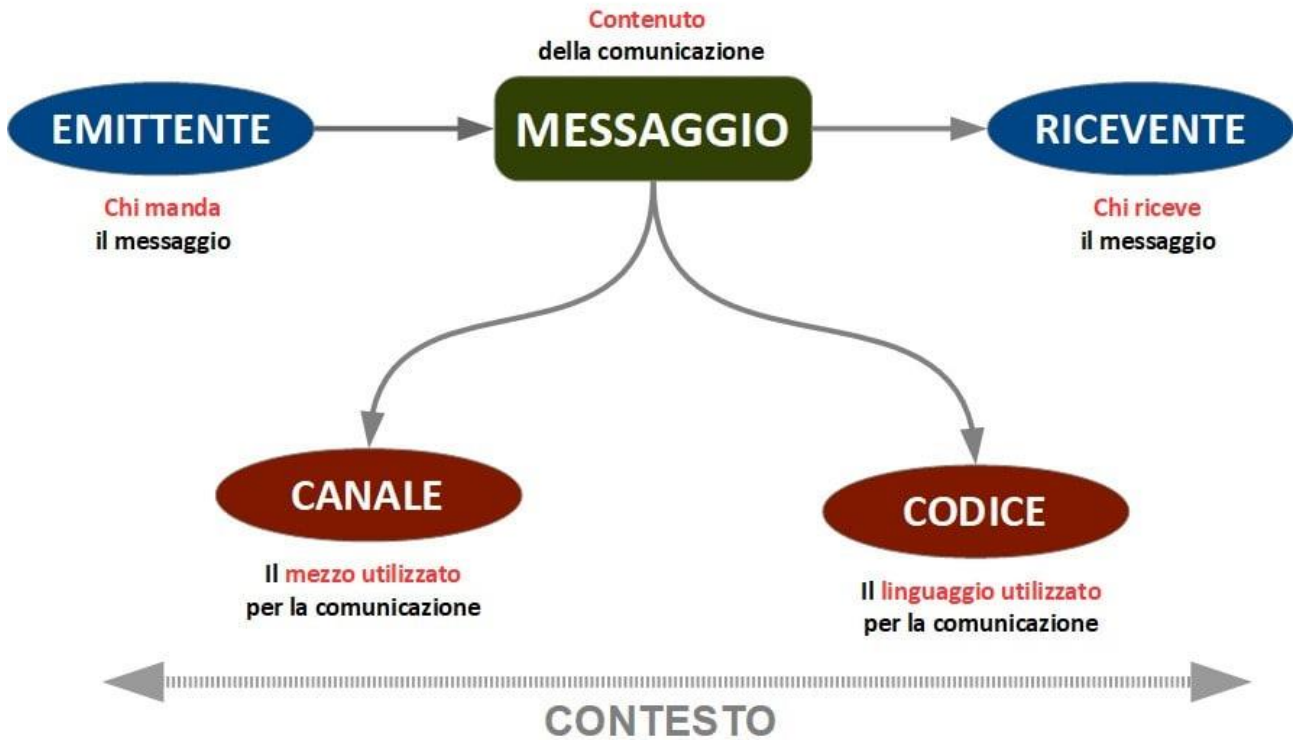 Contenuto
della comunicazione
EMITTENTE
MESSAGGIO
RICEVENTE
Chi manda
il messaggio
Chi riceve
il messaggio
CANALE
CODICE
Il mezzo utilizzato
per la comunicazione
Il linguaggio utilizzato
per la comunicazione
CONTESTO